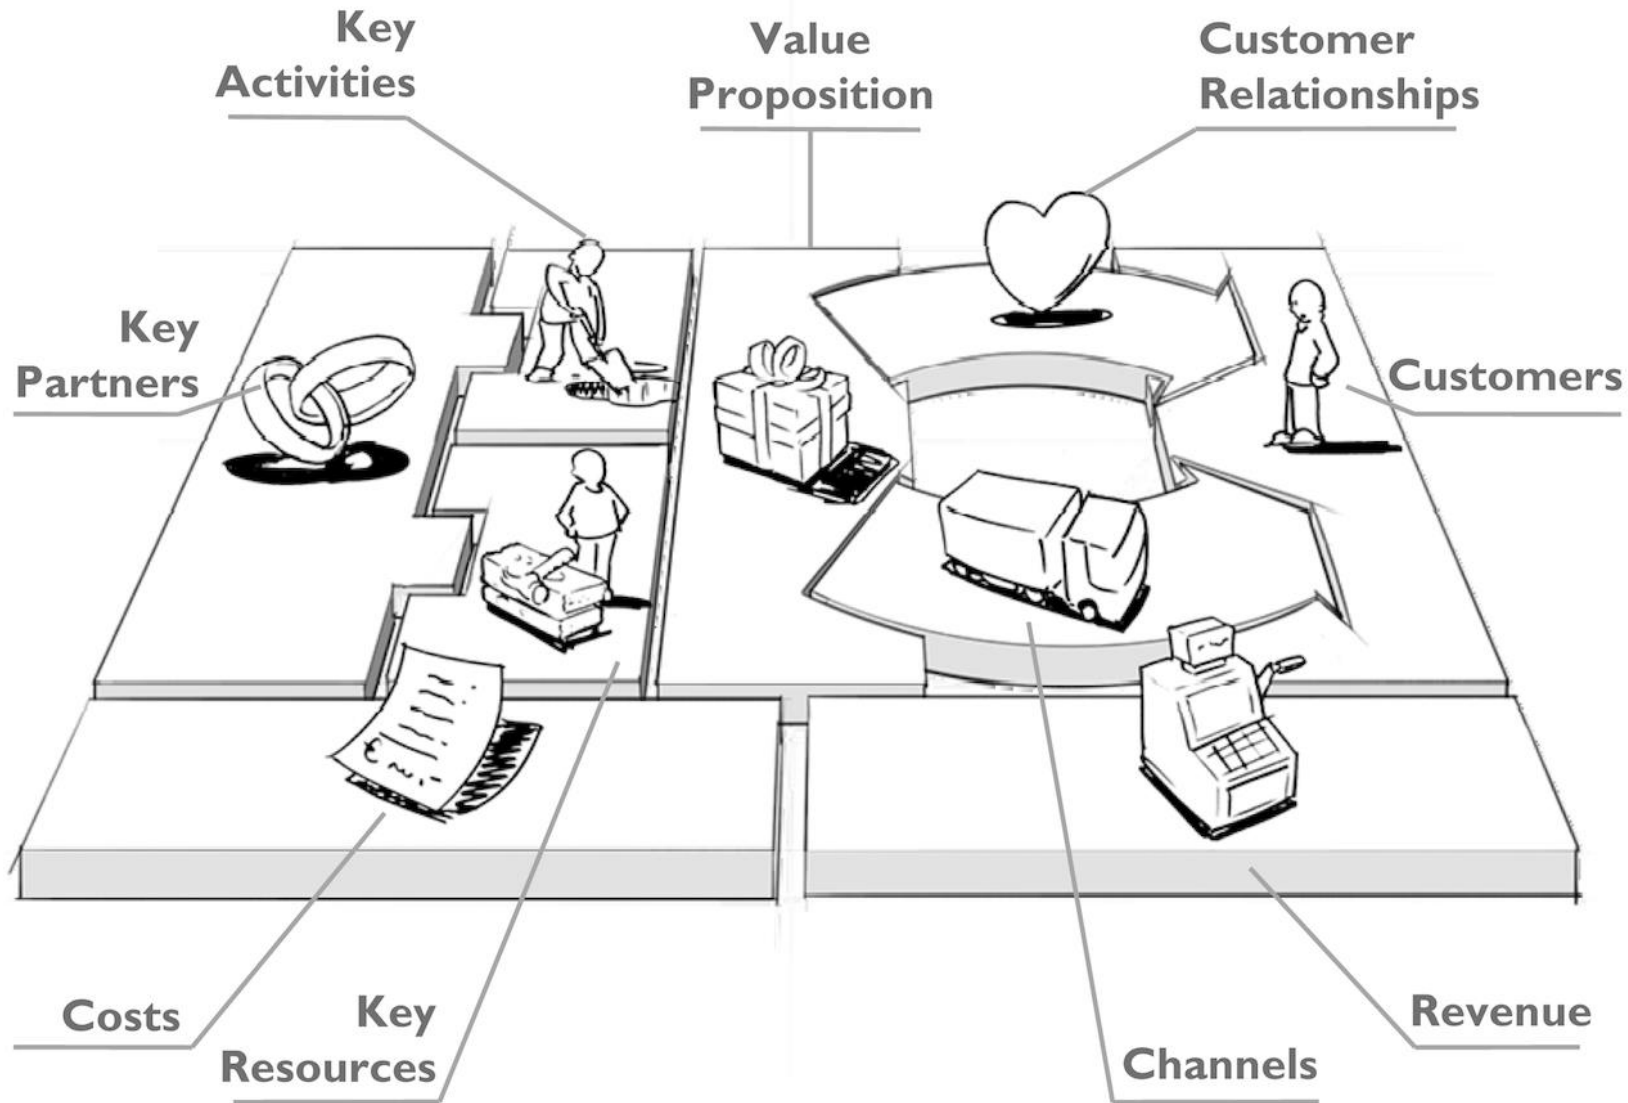 Key
Activities
Value
Proposition
Customer
Relationships
Key
Partners
Customers
Costs
Key
Resources
Channels
Revenue
€